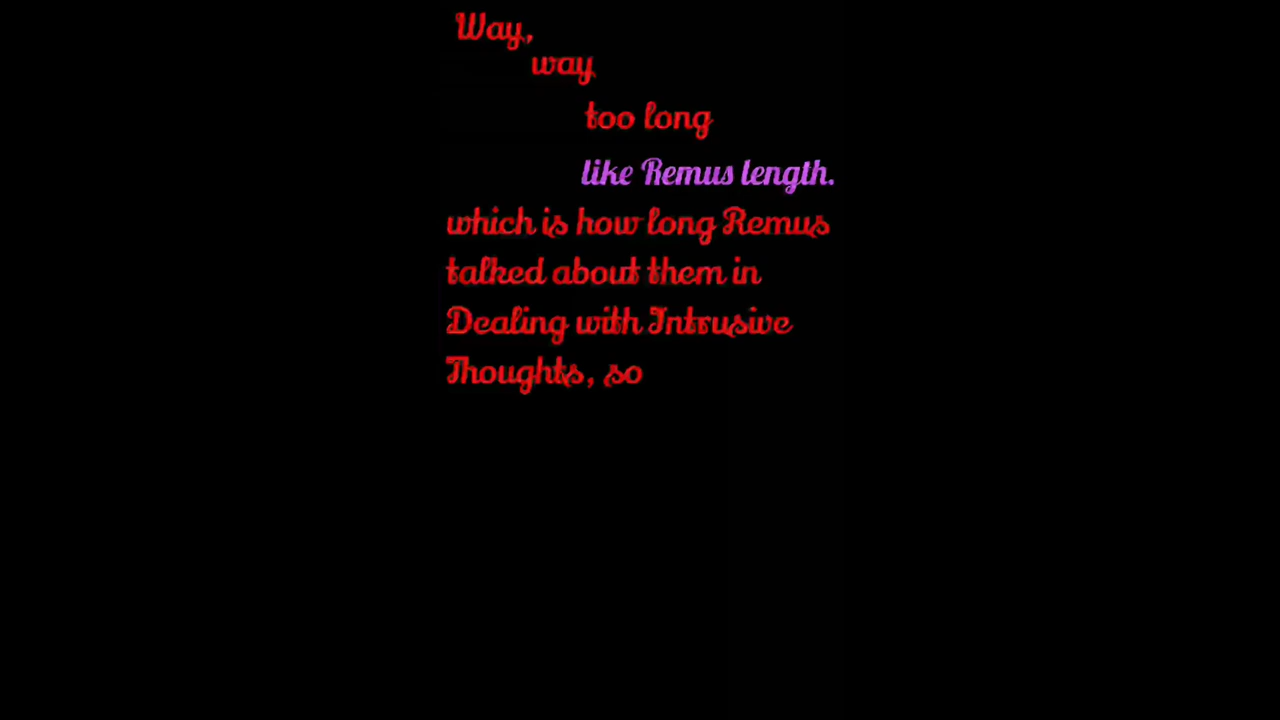 Way,
way
too long
like Remus length.
which is how long Remus
talked about them in
Dealing with Intrusive
Thoughts, so